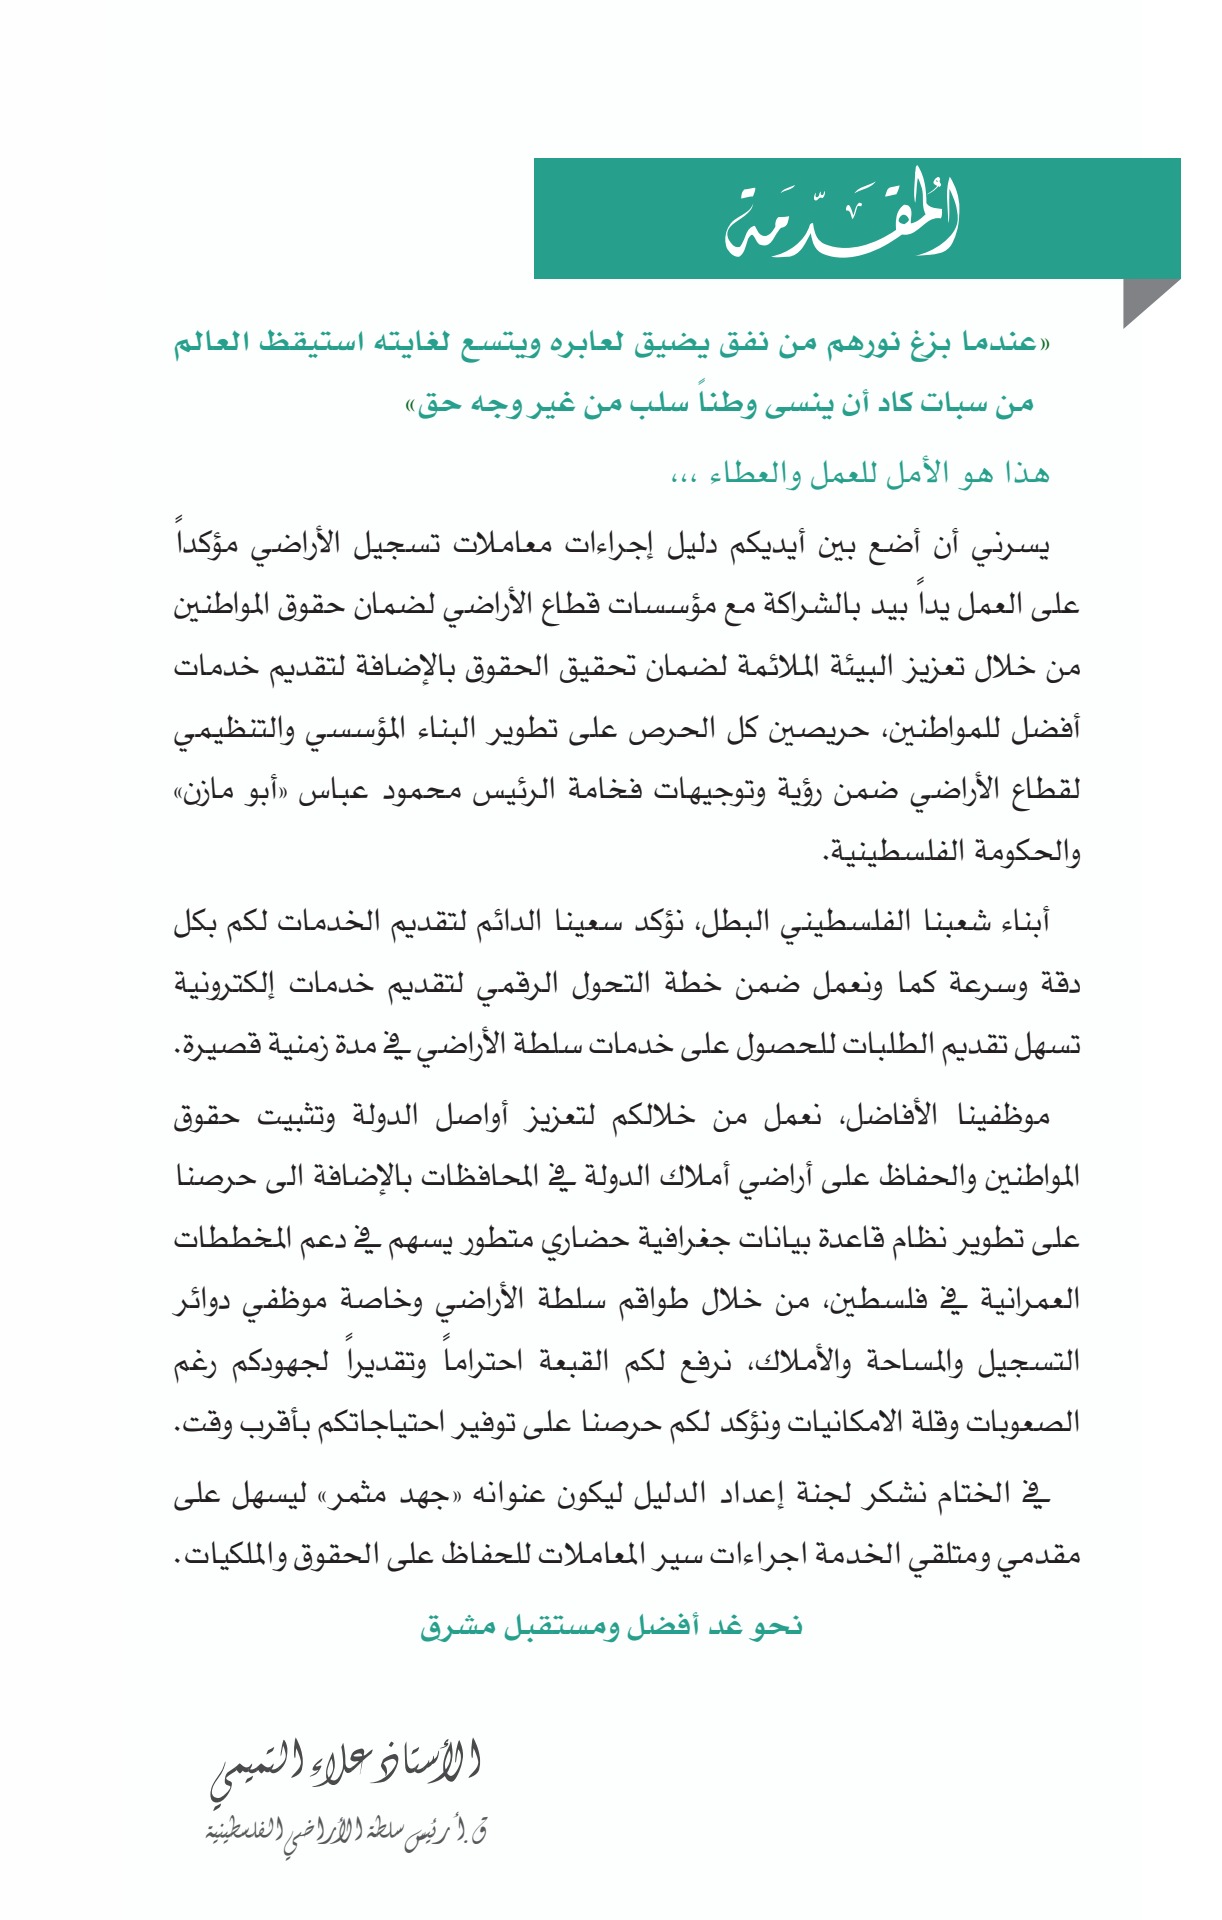 المُقَدّمَة
«عندما بزغ نورهم من نفق يضيق لعابره ويتسع لغايته استيقظ العالم
من سبات كاد أن ينسى وطناً سلب من غير وجه حق»
هذا هو الأمل للعمل والعطاء ،،،
يسرني أن أضع بين أيديكم دليل إجراءات معاملات تسجيل الأراضي مؤكداً
على العمل يداً بيد بالشراكة مع مؤسسات قطاع الأراضي لضمان حقوق المواطنين
من خلال تعزيز البيئة الملائمة لضمان تحقيق الحقوق بالإضافة لتقديم خدمات
أفضل للمواطنين، حريصين كل الحرص على تطوير البناء المؤسسي والتنظيمي
لقطاع الأراضي ضمن رؤية وتوجيهات فخامة الرئيس محمود عباس «أبو مازن»
والحكومة الفلسطينية.
أبناء شعبنا الفلسطيني البطل، نؤكد سعينا الدائم لتقديم الخدمات لكم بكل
دقة وسرعة كما ونعمل ضمن خطة التحول الرقمي لتقديم خدمات إلكترونية
تسهل تقديم الطلبات للحصول على خدمات سلطة الأراضي في مدة زمنية قصيرة.
موظفينا الأفاضل، نعمل من خلالكم لتعزيز أواصل الدولة وتثبيت حقوق
المواطنين والحفاظ على أراضي أملاك الدولة في المحافظات بالإضافة الى حرصنا
على تطوير نظام قاعدة بيانات جغرافية حضاري متطور يسهم في دعم المخططات
العمرانية في فلسطين، من خلال طواقم سلطة الأراضي وخاصة موظفي دوائر
التسجيل والمساحة والأملاك، نرفع لكم القبعة احتراماً وتقديراً لجهودكم رغم
الصعوبات وقلة الامكانيات ونؤكد لكم حرصنا على توفير احتياجاتكم بأقرب وقت.
في الختام نشكر لجنة إعداد الدليل ليكون عنوانه «جهد مثمر» ليسهل على
مقدمي ومتلقي الخدمة اجراءات سير المعاملات للحفاظ على الحقوق والملكيات.
نحو غد أفضل ومستقبل مشرق
الأستاذ علاء التميمي
ق.أ رئيس سلطة الأراضي الفلسطينية